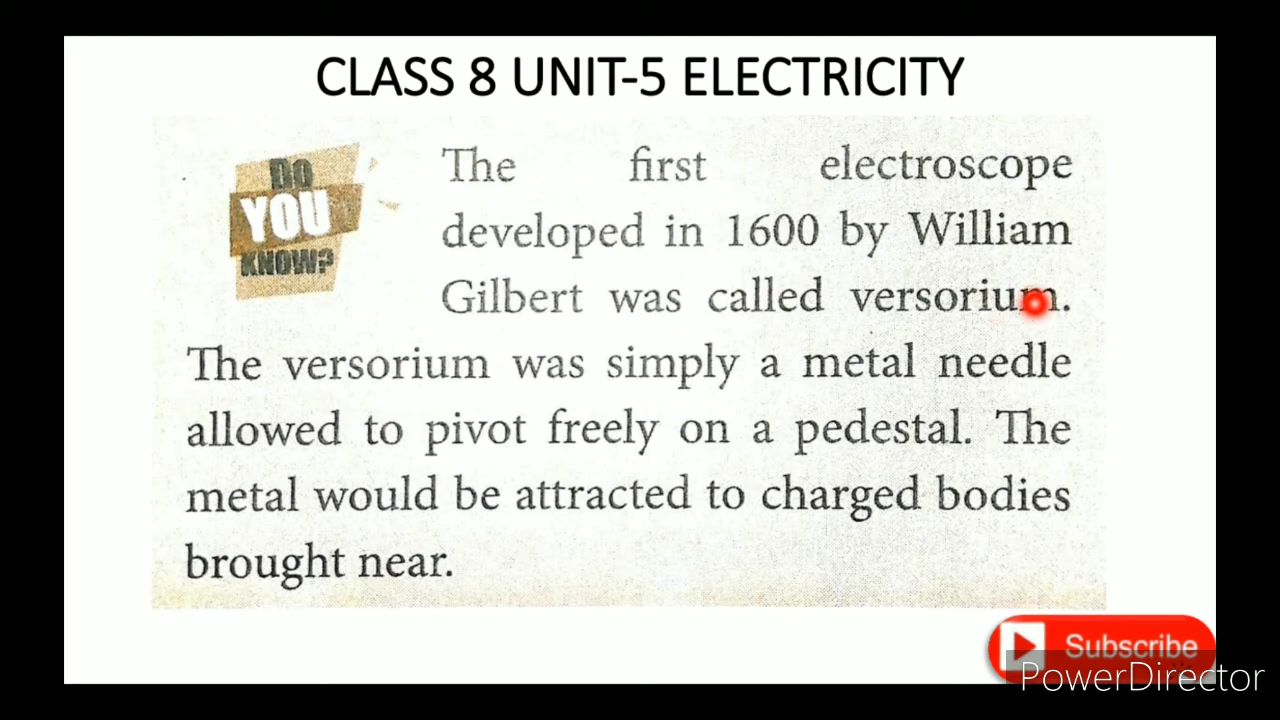 CLASS 8 UNIT-5 ELECTRICITY
DO
YOU
KNOW?
The first electroscope
developed in 1600 by William
Gilbert was called versorium.
The versorium was simply a metal needle
allowed to pivot freely on a pedestal. The
metal would be attracted to charged bodies
brought near.
Subscribe
PowerDirector